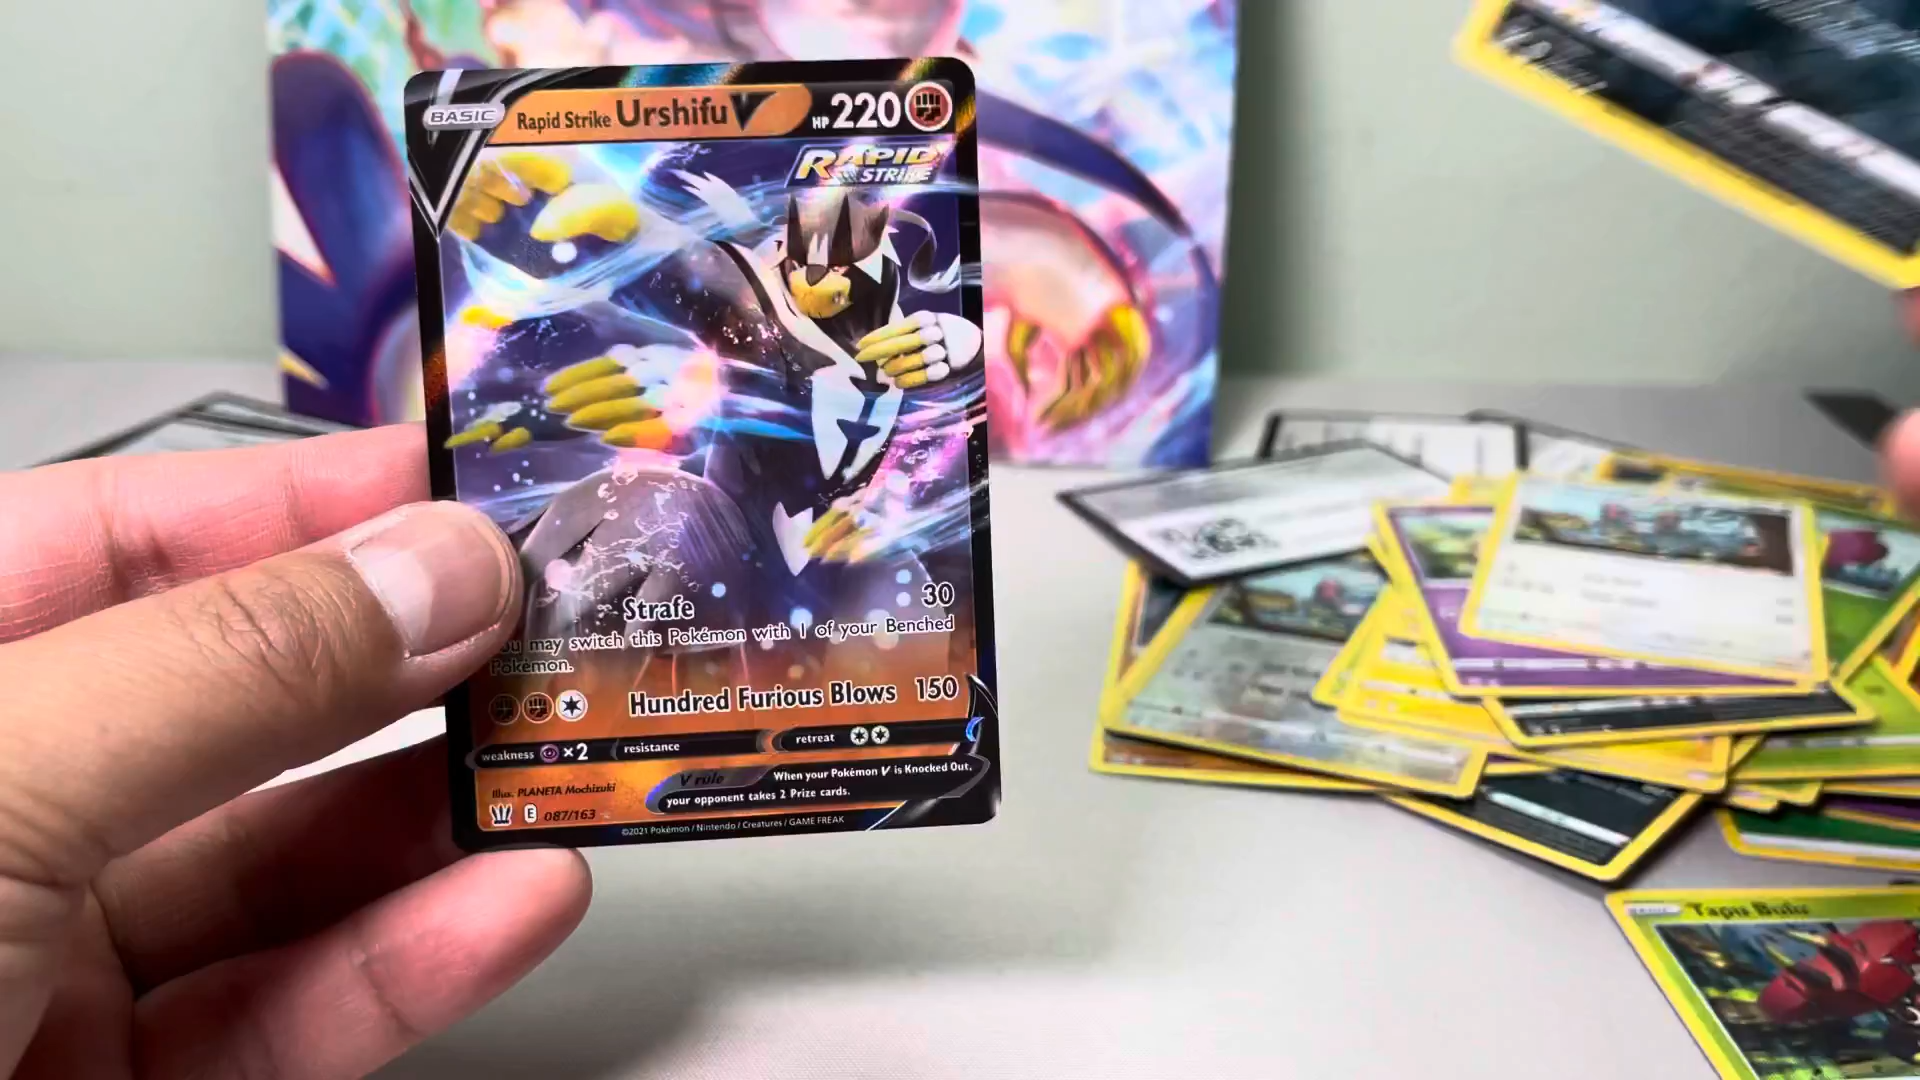 BASIC Rapid Strike Urshifu V HP 220
RAPID
STRIKE
Strafe 30
may switch this Pokémon with 1 of your Benched
Pokémon.
Hundred Furious Blows 150
weakness ×2 resistance retreat
V rule When your Pokémon V is Knocked Out,
your opponent takes 2 Prize cards.
Illus. PLANETA Mochizuki
E 087/163
©2021 Pokémon / Nintendo / Creatures / GAME FREAK
BASIC Tapu Bulu